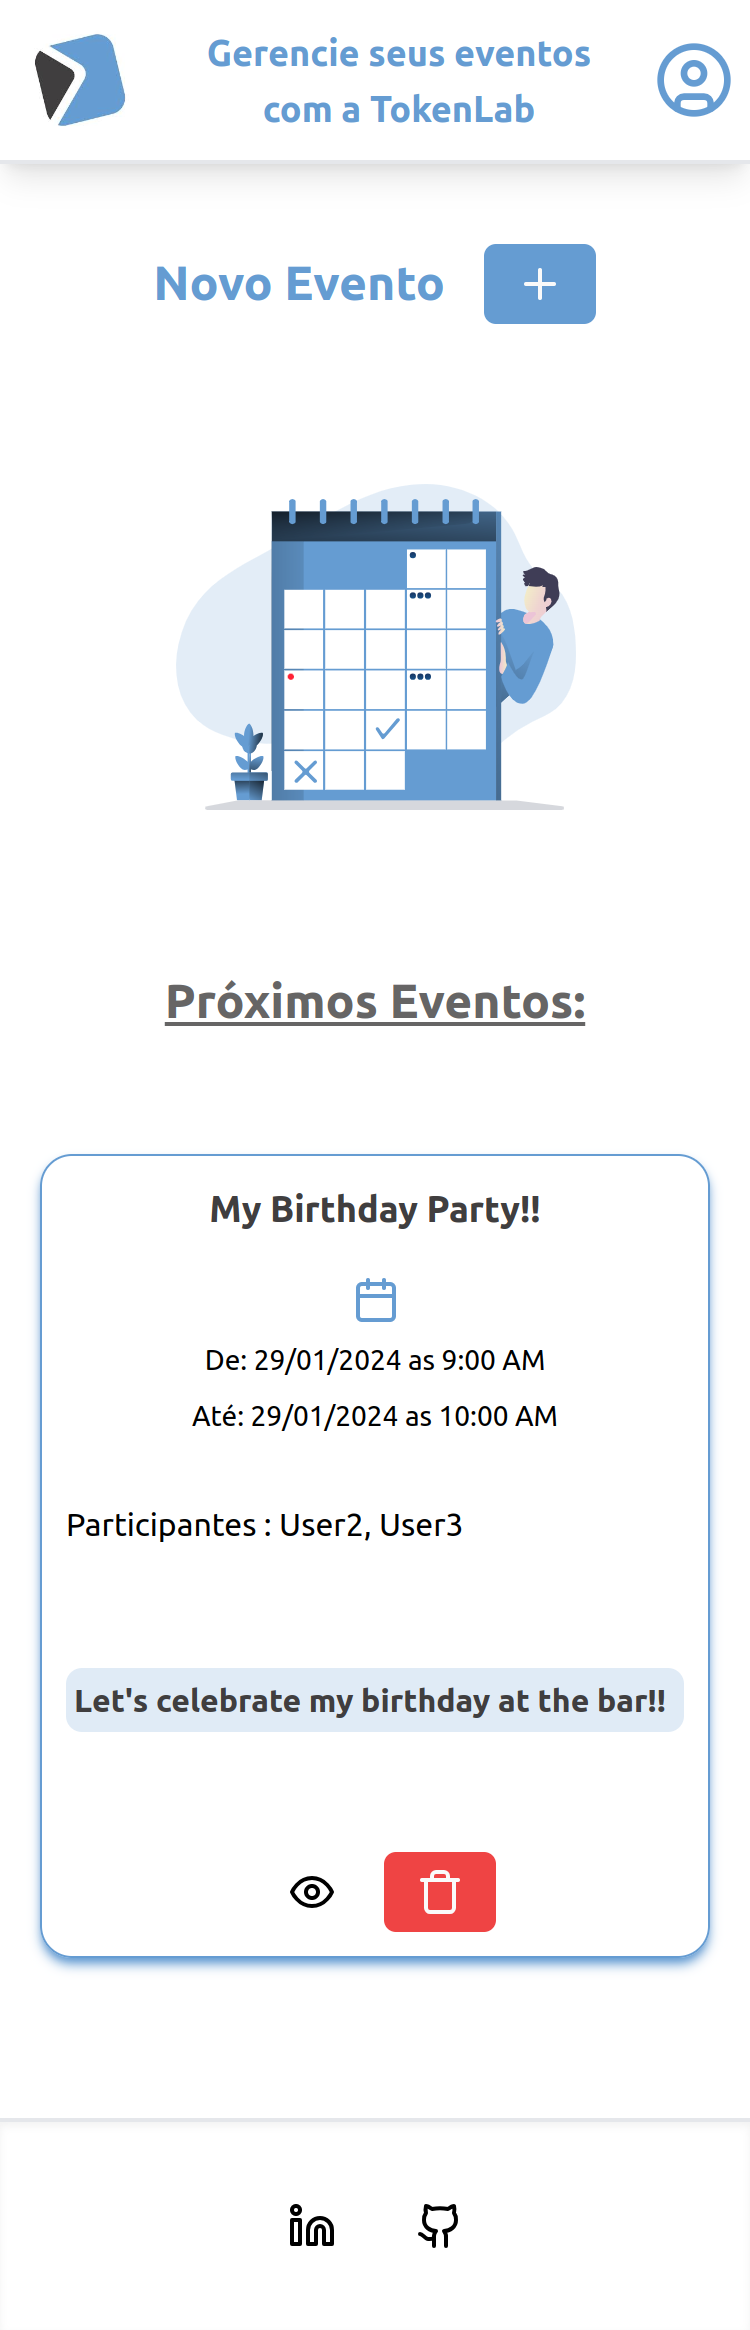 Gerencie seus eventos
com a TokenLab
Novo Evento
Próximos Eventos:
My Birthday Party!!
De: 29/01/2024 as 9:00 AM
Até: 29/01/2024 as 10:00 AM
Participantes : User2, User3
Let's celebrate my birthday at the bar!!